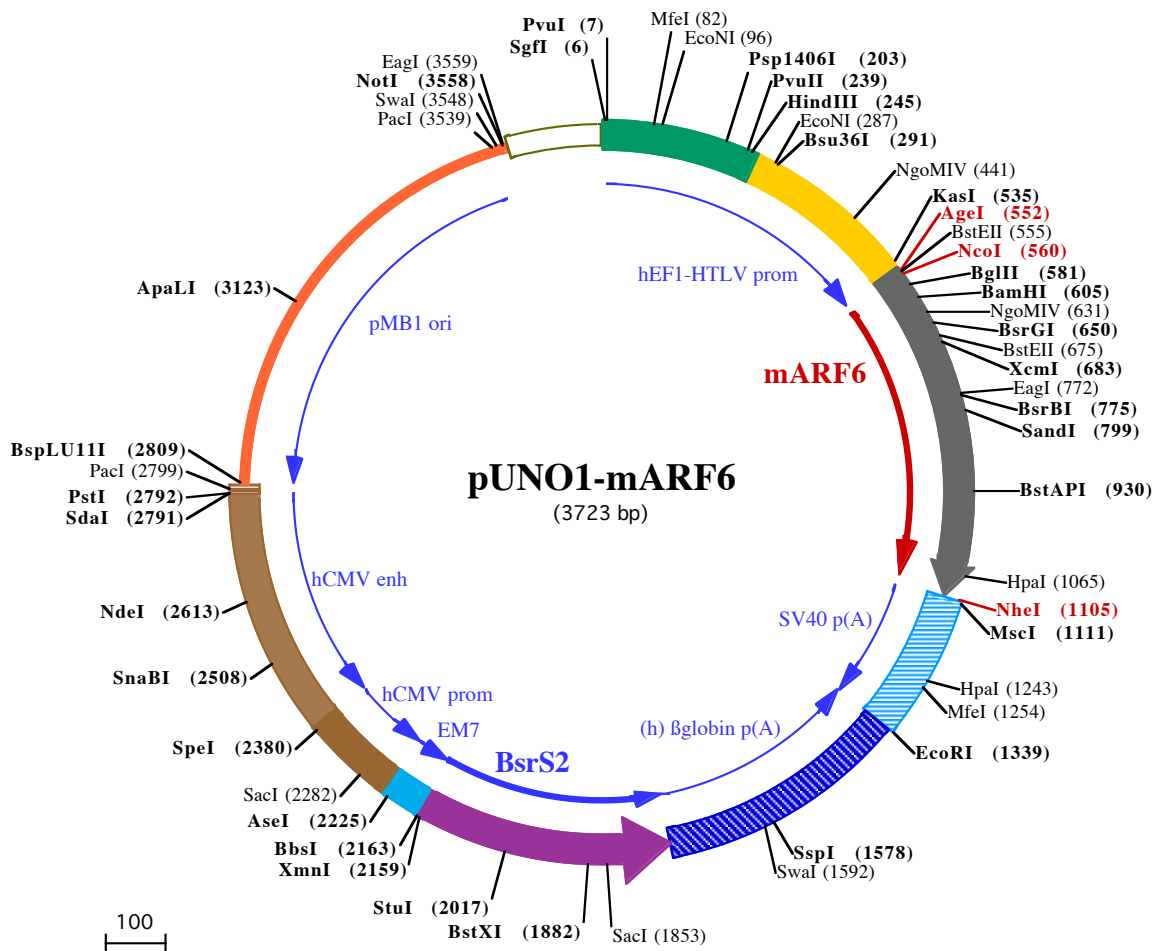 PvuI (7)
SgfI (6)
MfeI (82)
EcoNI (96)
Psp1406I (203)
PvuII (239)
HindIII (245)
EcoNI (287)
Bsu36I (291)
NgoMIV (441)
KasI (535)
AgeI (552)
BstEII (555)
NcoI (560)
BglII (581)
BamHI (605)
NgoMIV (631)
BsrGI (650)
BstEII (675)
XcmI (683)
EagI (772)
BsrBI (775)
SandI (799)
BstAPI (930)
HpaI (1065)
NheI (1105)
MscI (1111)
HpaI (1243)
MfeI (1254)
EcoRI (1339)
SspI (1578)
SwaI (1592)
SacI (1853)
BstXI (1882)
StuI (2017)
XmnI (2159)
BbsI (2163)
AseI (2225)
SacI (2282)
SpeI (2380)
SnaBI (2508)
NdeI (2613)
SdaI (2791)
PstI (2792)
PacI (2799)
BspLU11I (2809)
ApaLI (3123)
PacI (3539)
SwaI (3548)
NotI (3558)
EagI (3559)
hEF1-HTLV prom
mARF6
SV40 p(A)
(h) ßglobin p(A)
BsrS2
EM7
hCMV prom
hCMV enh
pMB1 ori
pUNO1-mARF6
(3723 bp)
100